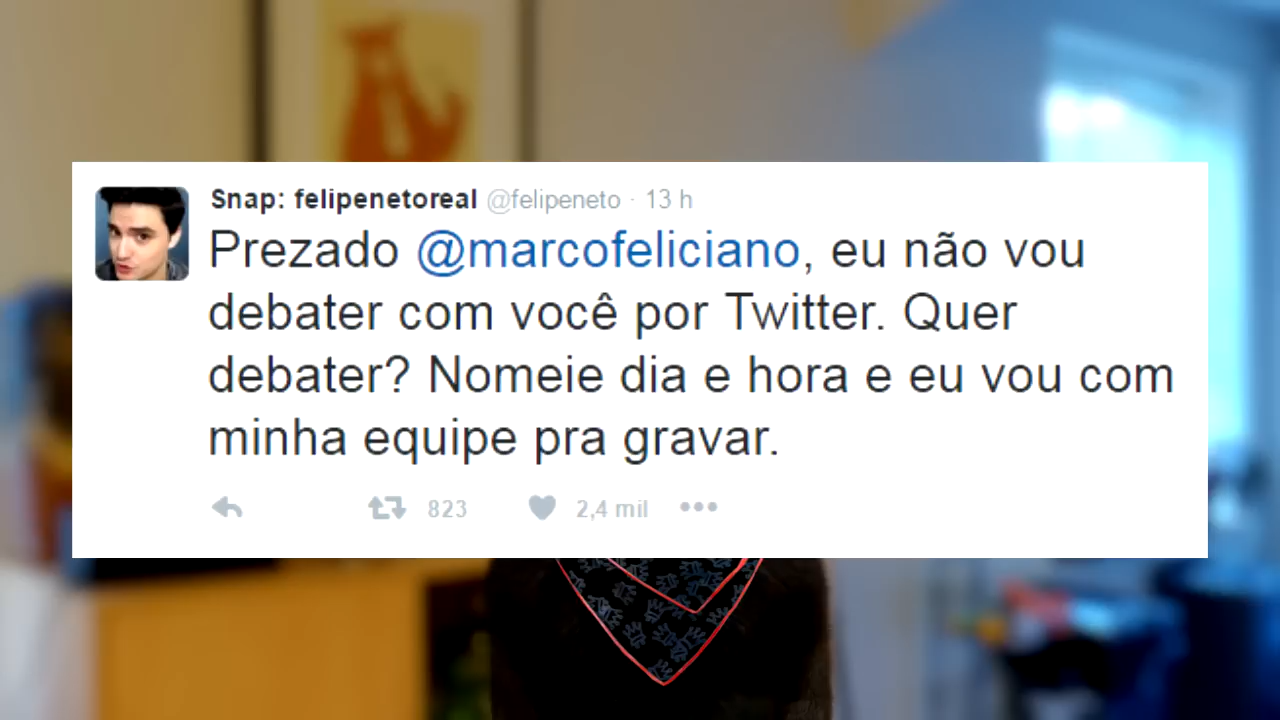 Snap: felipenetoreal @felipeneto · 13 h
Prezado @marcofeliciano, eu não vou
debater com você por Twitter. Quer
debater? Nomeie dia e hora e eu vou com
minha equipe pra gravar.
823 2,4 mil